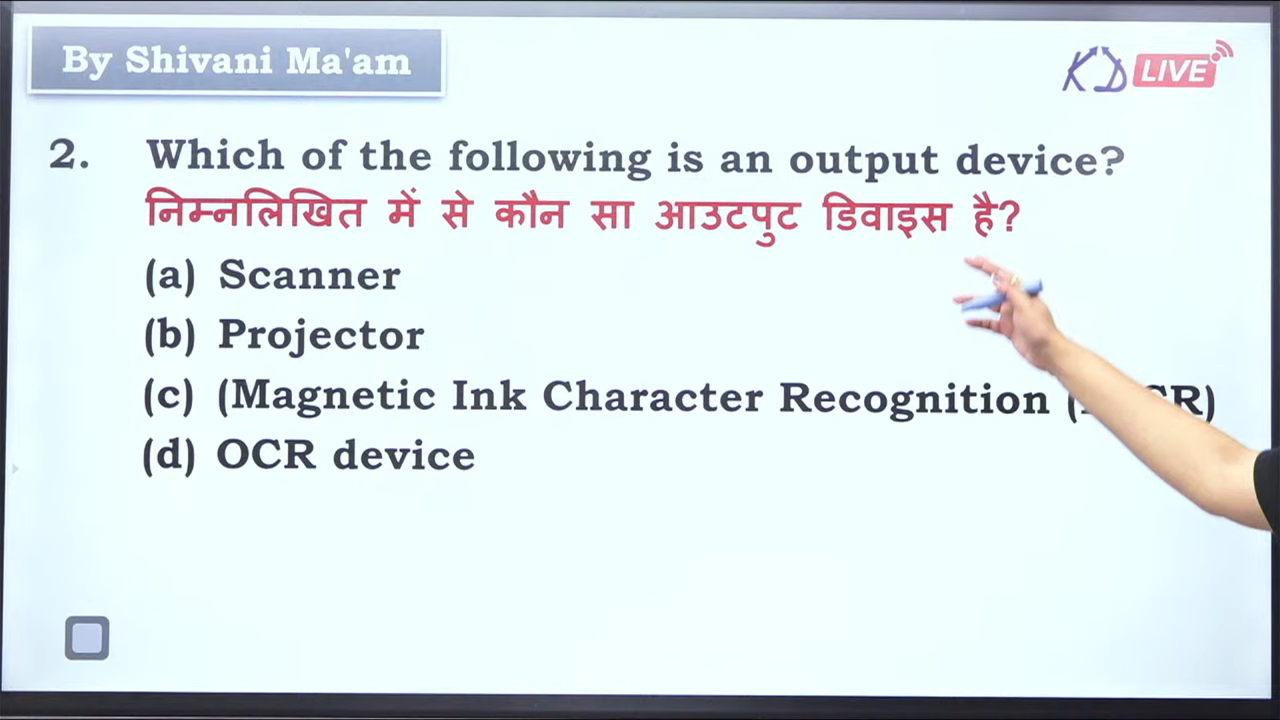 By Shivani Ma'am
KD LIVE
2. Which of the following is an output device?
निम्नलिखित में से कौन सा आउटपुट डिवाइस है?
(a) Scanner
(b) Projector
(c) (Magnetic Ink Character Recognition
(d) OCR device